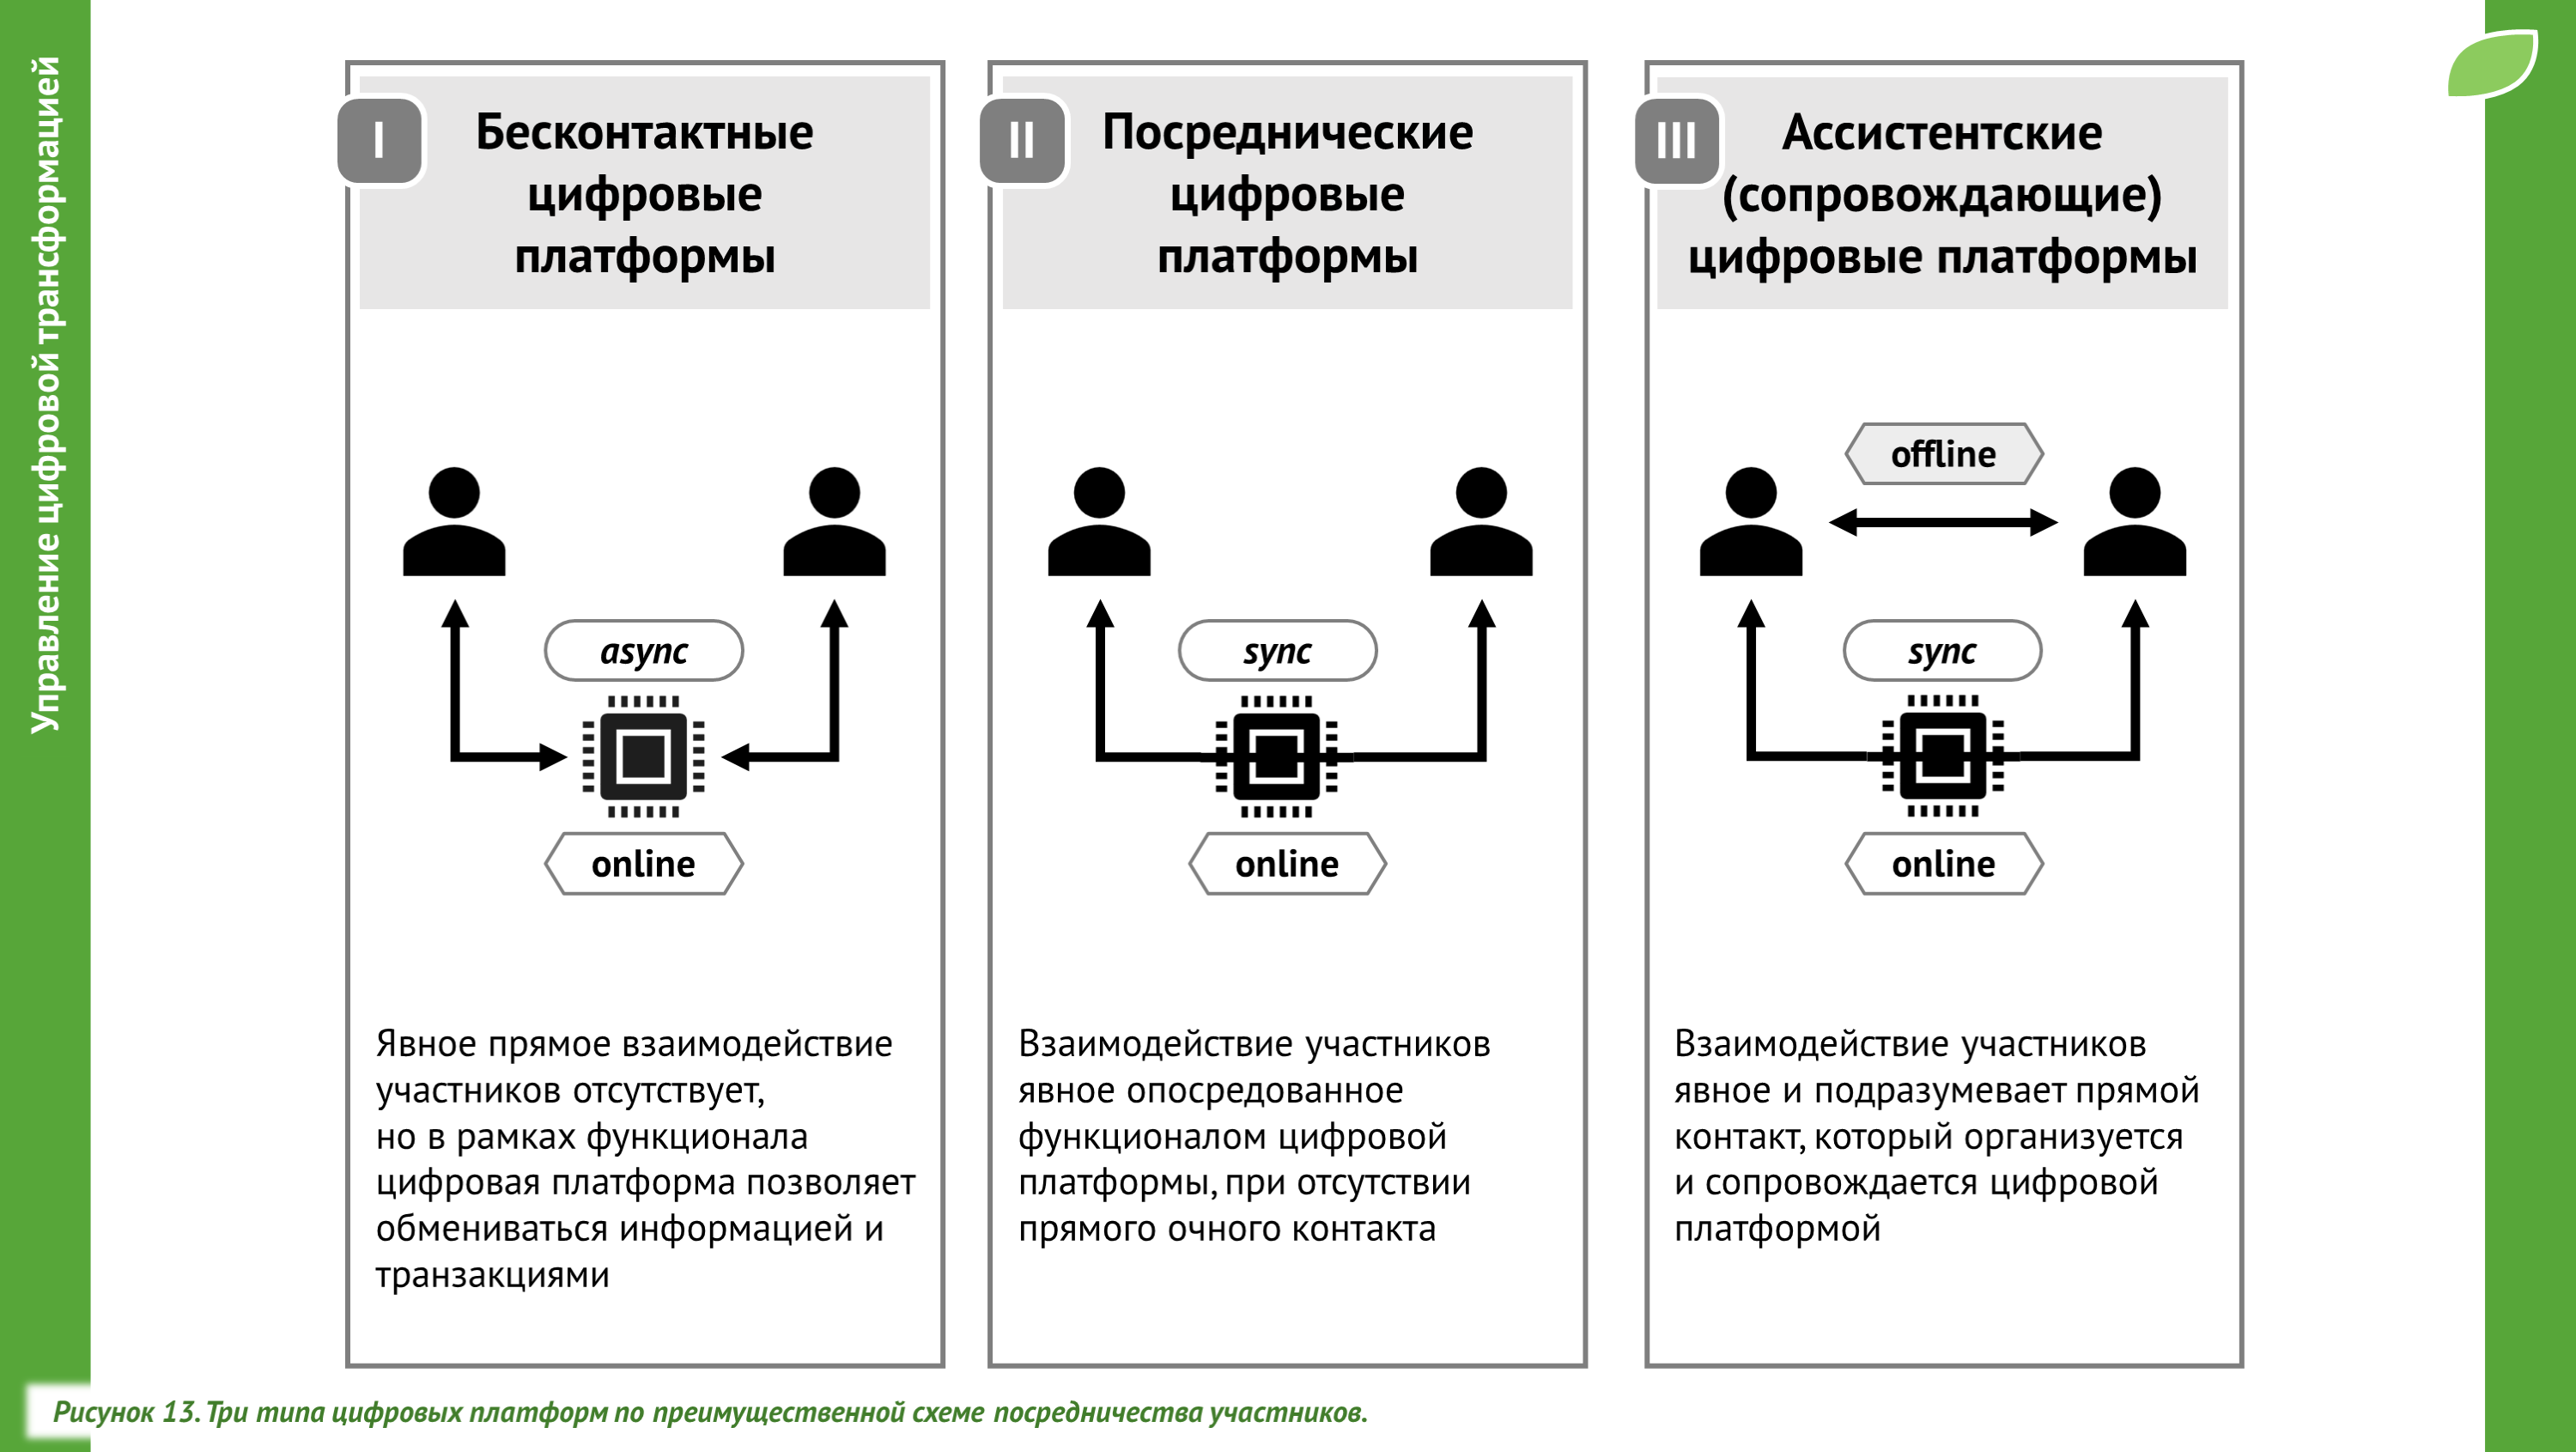 Управление цифровой трансформацией
I
Бесконтактные
цифровые
платформы
async
online
Явное прямое взаимодействие
участников отсутствует,
но в рамках функционала
цифровая платформа позволяет
обмениваться информацией и
транзакциями
II
Посреднические
цифровые
платформы
sync
online
Взаимодействие участников
явное опосредованное
функционалом цифровой
платформы, при отсутствии
прямого очного контакта
III
Ассистентские
(сопровождающие)
цифровые платформы
offline
sync
online
Взаимодействие участников
явное и подразумевает прямой
контакт, который организуется
и сопровождается цифровой
платформой
Рисунок 13. Три типа цифровых платформ по преимущественной схеме посредничества участников.